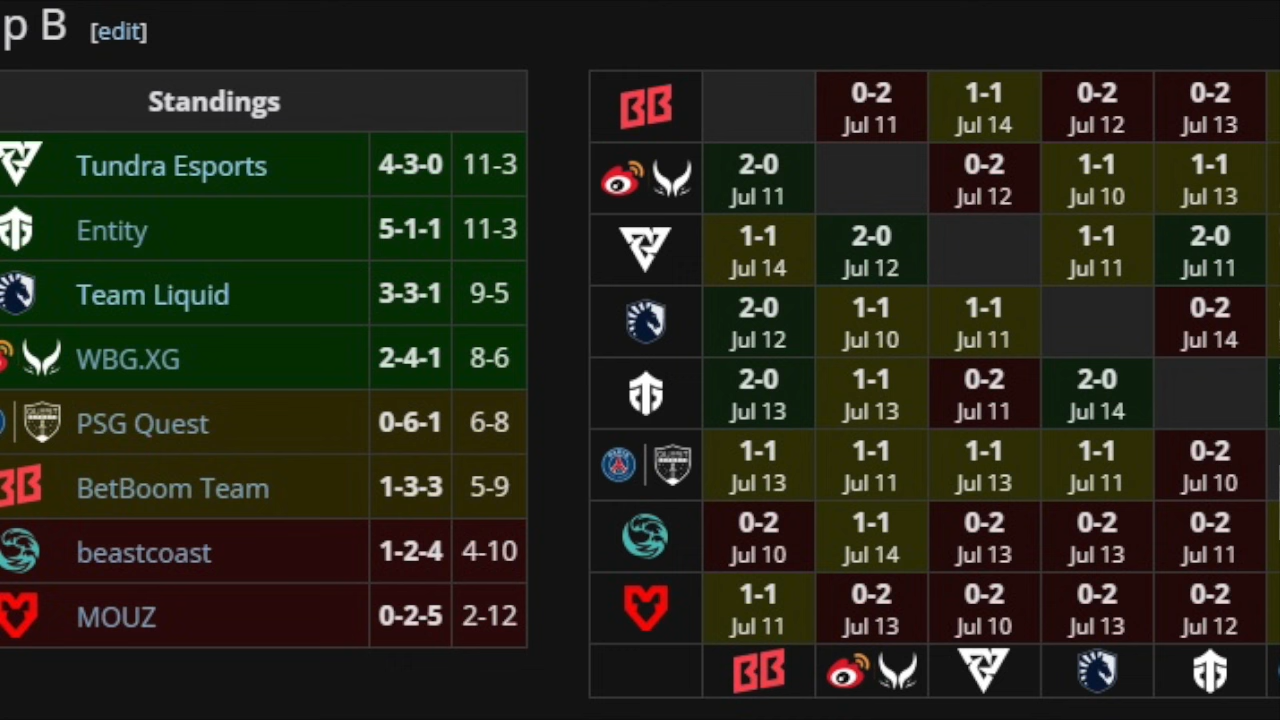 p B [edit]
Standings
Tundra Esports 4-3-0 11-3
Entity 5-1-1 11-3
Team Liquid 3-3-1 9-5
WBG.XG 2-4-1 8-6
PSG Quest 0-6-1 6-8
BetBoom Team 1-3-3 5-9
beastcoast 1-2-4 4-10
MOUZ 0-2-5 2-12
BB 0-2 1-1 0-2 0-2
Jul 11 Jul 14 Jul 12 Jul 13
2-0 0-2 1-1 1-1
Jul 11 Jul 12 Jul 10 Jul 13
1-1 2-0 1-1 2-0
Jul 14 Jul 12 Jul 11 Jul 11
2-0 1-1 1-1 0-2
Jul 12 Jul 10 Jul 11 Jul 14
2-0 1-1 0-2 2-0
Jul 13 Jul 13 Jul 11 Jul 14
1-1 1-1 1-1 1-1 0-2
Jul 13 Jul 11 Jul 13 Jul 11 Jul 10
0-2 1-1 0-2 0-2 0-2
Jul 10 Jul 14 Jul 13 Jul 13 Jul 11
1-1 0-2 0-2 0-2 0-2
Jul 11 Jul 13 Jul 10 Jul 13 Jul 12
BB